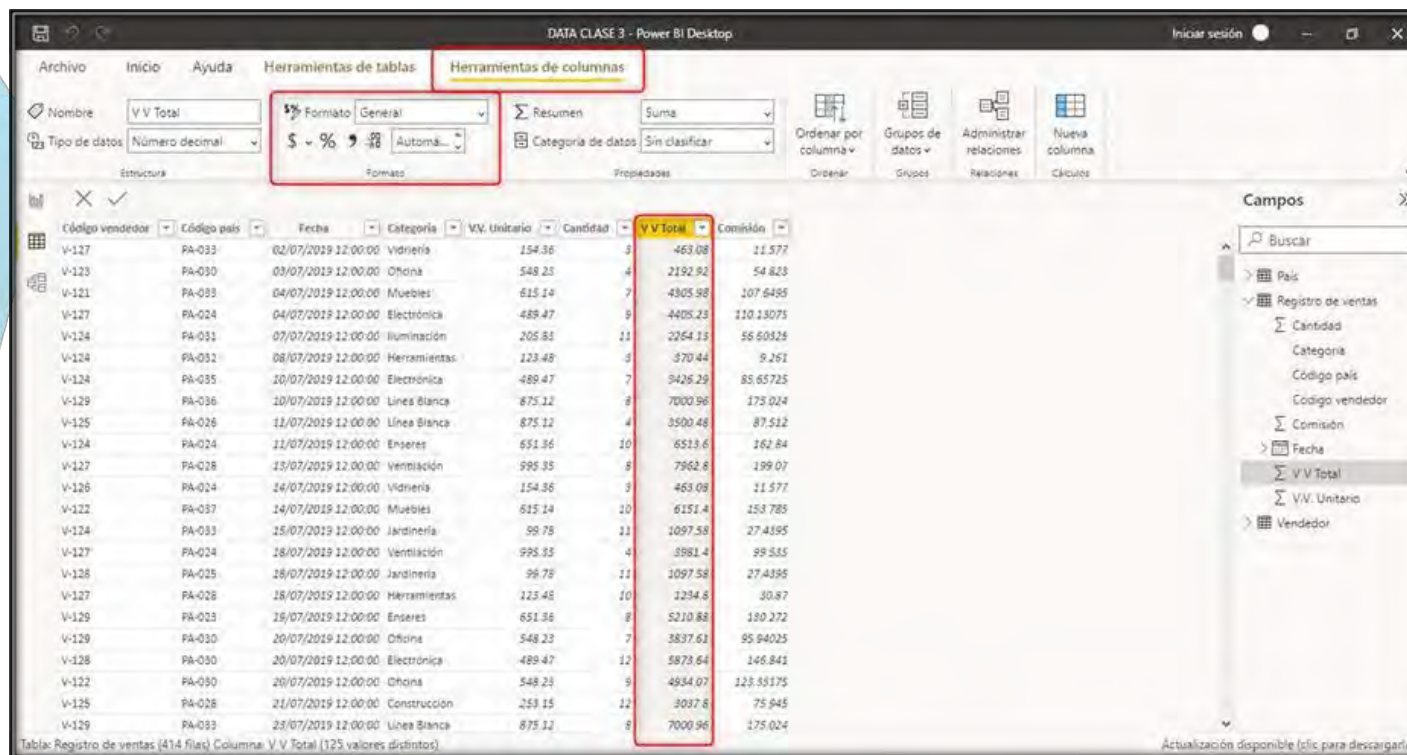 DATA CLASE 3 - Power BI Desktop
Iniciar sesión
Archivo Inicio Ayuda Herramientas de tablas Herramientas de columnas
Nombre V V Total Formato General Resumen Suma
Tipo de datos Número decimal $ % Automá... Categoría de datos Sin clasificar
Ordenar por columna Grupos de datos Administrar relaciones Nueva columna
Estructura Formato Propiedades Ordenar Grupos Relaciones Cálculos
Código vendedor Código país Fecha Categoría V.V. Unitario Cantidad V V Total Comisión
V-127 PA-033 02/07/2019 12:00:00 Vidriería 154.36 3 463.08 11.577
V-123 PA-030 03/07/2019 12:00:00 Oficina 548.23 4 2192.92 54.823
V-121 PA-033 04/07/2019 12:00:00 Muebles 615.14 7 4305.98 107.6495
V-127 PA-024 04/07/2019 12:00:00 Electrónica 489.47 9 4405.23 110.13075
V-124 PA-031 07/07/2019 12:00:00 Iluminación 205.83 11 2264.13 56.60325
V-124 PA-032 08/07/2019 12:00:00 Herramientas 123.48 3 370.44 9.261
V-124 PA-035 10/07/2019 12:00:00 Electrónica 489.47 7 3426.29 85.65725
V-129 PA-036 10/07/2019 12:00:00 Línea Blanca 875.12 8 7000.96 175.024
V-125 PA-026 11/07/2019 12:00:00 Línea Blanca 875.12 4 3500.48 87.512
V-124 PA-024 11/07/2019 12:00:00 Enseres 651.36 10 6513.6 162.84
V-127 PA-028 13/07/2019 12:00:00 Ventilación 995.35 8 7962.8 199.07
V-126 PA-024 14/07/2019 12:00:00 Vidriería 154.36 3 463.08 11.577
V-122 PA-037 14/07/2019 12:00:00 Muebles 615.14 10 6151.4 153.785
V-124 PA-033 15/07/2019 12:00:00 Jardinería 99.78 11 1097.58 27.4395
V-127 PA-024 18/07/2019 12:00:00 Ventilación 995.35 4 3981.4 99.535
V-128 PA-025 18/07/2019 12:00:00 Jardinería 99.78 11 1097.58 27.4395
V-127 PA-028 18/07/2019 12:00:00 Herramientas 123.48 10 1234.8 30.87
V-129 PA-023 19/07/2019 12:00:00 Enseres 651.36 8 5210.88 130.272
V-129 PA-030 20/07/2019 12:00:00 Oficina 548.23 7 3837.61 95.94025
V-128 PA-030 20/07/2019 12:00:00 Electrónica 489.47 12 5873.64 146.841
V-122 PA-030 20/07/2019 12:00:00 Oficina 548.23 9 4934.07 123.35175
V-125 PA-028 21/07/2019 12:00:00 Construcción 253.15 12 3037.8 75.945
V-129 PA-033 23/07/2019 12:00:00 Línea Blanca 875.12 8 7000.96 175.024
Tabla: Registro de ventas (414 filas) Columna: V V Total (125 valores distintos)
Campos
Buscar
País
Registro de ventas
Cantidad
Categoría
Código país
Código vendedor
Comisión
Fecha
V V Total
V.V. Unitario
Vendedor
Actualización disponible (clic para descargar